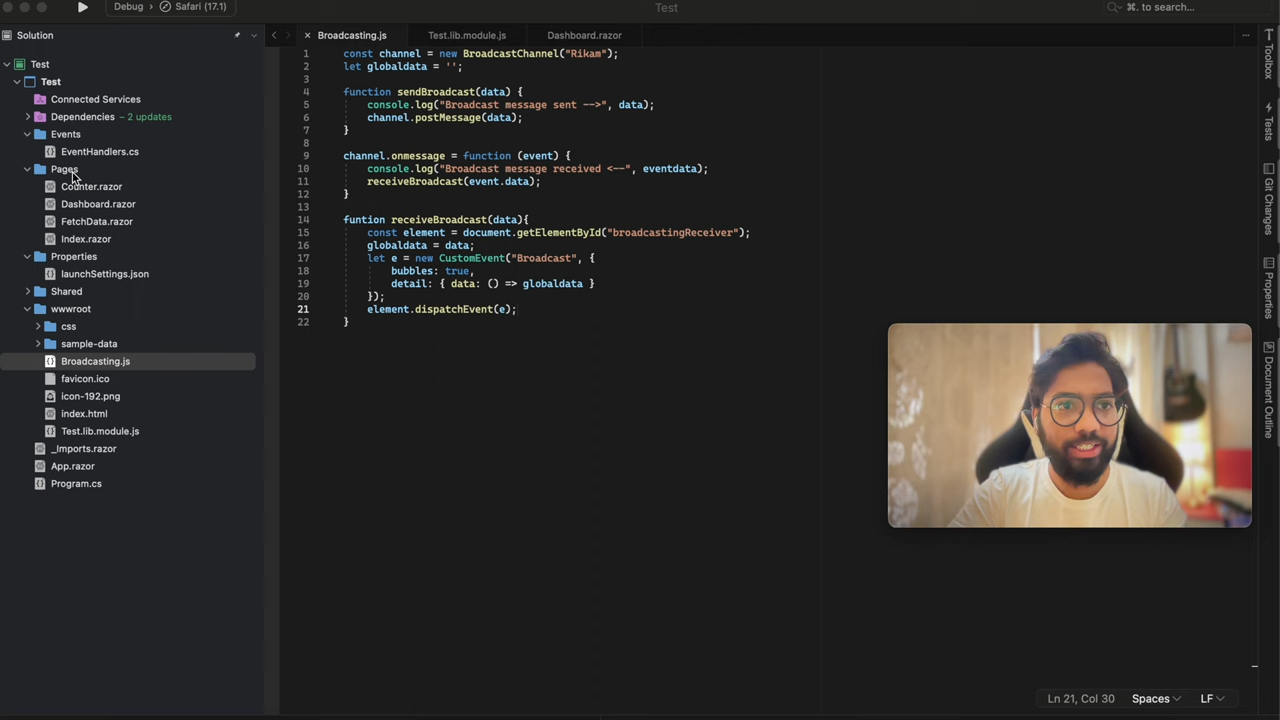 Debug > Safari (17.1)
Test
⌘. to search...
Solution
Broadcasting.js
Test.lib.module.js
Dashboard.razor
Test
Test
Connected Services
Dependencies – 2 updates
Events
EventHandlers.cs
Pages
Counter.razor
Dashboard.razor
FetchData.razor
Index.razor
Properties
launchSettings.json
Shared
wwwroot
css
sample-data
Broadcasting.js
favicon.ico
icon-192.png
index.html
Test.lib.module.js
_Imports.razor
App.razor
Program.cs
1 const channel = new BroadcastChannel("Rikam");
2 let globaldata = '';
3
4 function sendBroadcast(data) {
5 console.log("Broadcast message sent -->", data);
6 channel.postMessage(data);
7 }
8
9 channel.onmessage = function (event) {
10 console.log("Broadcast message received <--", eventdata);
11 receiveBroadcast(event.data);
12 }
13
14 funtion receiveBroadcast(data){
15 const element = document.getElementById("broadcastingReceiver");
16 globaldata = data;
17 let e = new CustomEvent("Broadcast", {
18 bubbles: true,
19 detail: { data: () => globaldata }
20 });
21 element.dispatchEvent(e);
22 }
Toolbox
Tests
Git Changes
Properties
Document Outline
Ln 21, Col 30 Spaces LF